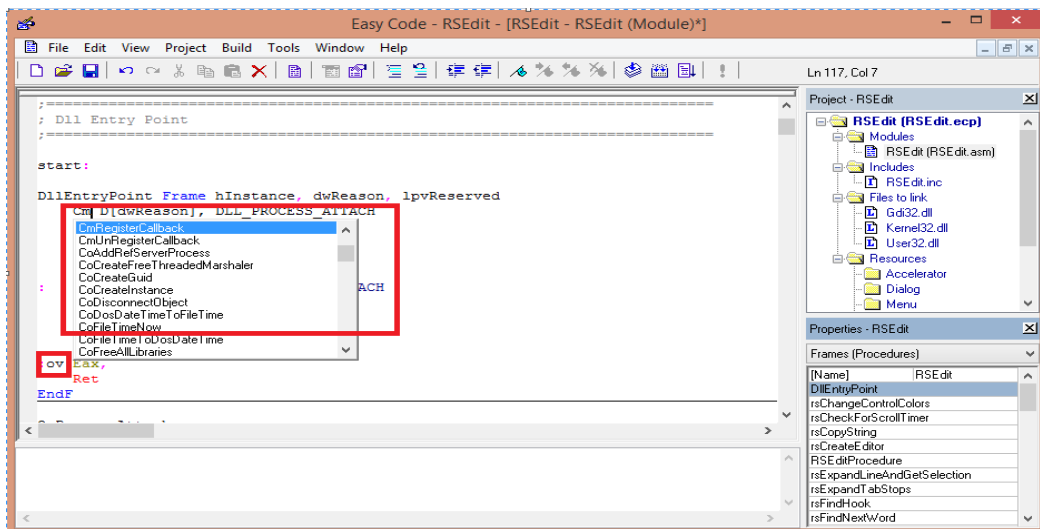 Easy Code - RSEdit - [RSEdit - RSEdit (Module)*]
File Edit View Project Build Tools Window Help
Ln 117, Col 7
;==========================================================================
; Dll Entry Point
;==========================================================================
start:
DllEntryPoint Frame hInstance, dwReason, lpvReserved
Cm D[dwReason], DLL_PROCESS_ATTACH
CmRegisterCallback
CmUnRegisterCallback
CoAddRefServerProcess
CoCreateFreeThreadedMarshaler
CoCreateGuid
: CoCreateInstance ACH
CoDisconnectObject
CoDosDateTimeToFileTime
CoFileTimeNow
CoFileTimeToDosDateTime
CoFreeAllLibraries
ov Eax,
Ret
EndF
Project - RSEdit
RSEdit (RSEdit.ecp)
Modules
RSEdit (RSEdit.asm)
Includes
RSEdit.inc
Files to link
Gdi32.dll
Kernel32.dll
User32.dll
Resources
Accelerator
Dialog
Menu
Properties - RSEdit
Frames (Procedures)
[Name] RSEdit
DllEntryPoint
rsChangeControlColors
rsCheckForScrollTimer
rsCopyString
rsCreateEditor
RSEditProcedure
rsExpandLineAndGetSelection
rsExpandTabStops
rsFindHook
rsFindNextWord